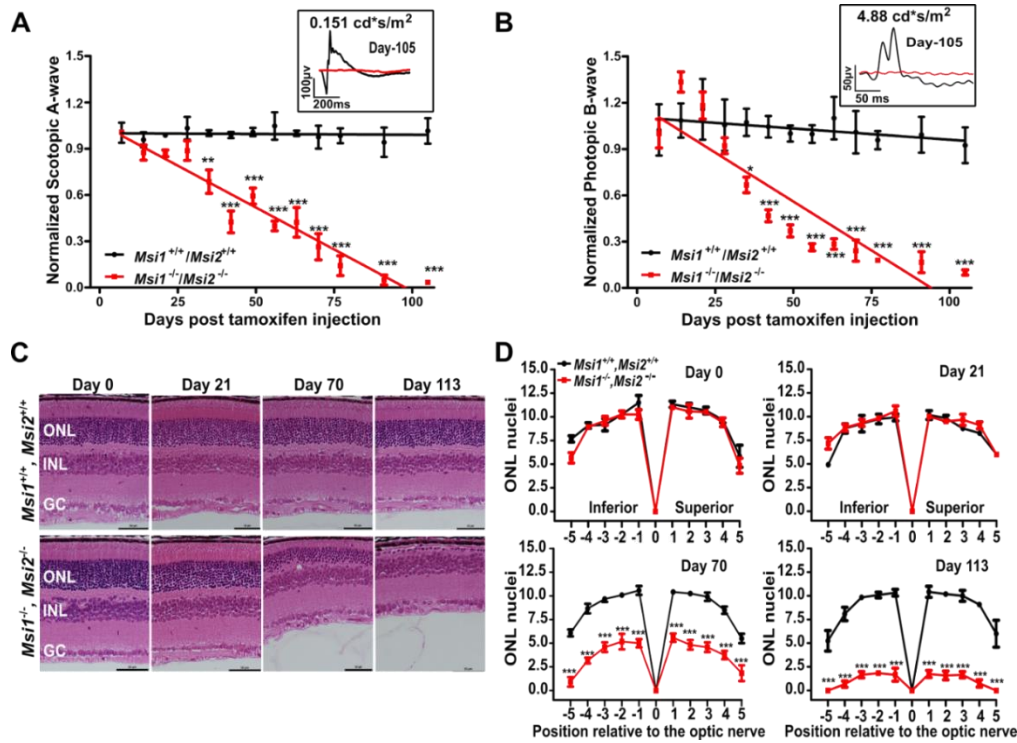 A
0.151 cd*s/m2
Day-105
100µv
200ms
Normalized Scotopic A-wave
1.5
1.2
0.9
0.6
0.3
0.0
** *** *** *** *** *** *** *** ***
Msi1+/+/Msi2+/+
Msi1-/-/Msi2-/-
0 25 50 75 100
Days post tamoxifen injection
B
4.88 cd*s/m2
Day-105
50µv
50 ms
Normalized Photopic B-wave
1.5
1.2
0.9
0.6
0.3
0.0
* *** *** *** *** *** *** *** ***
Msi1+/+/Msi2+/+
Msi1-/-/Msi2-/-
0 25 50 75 100
Days post tamoxifen injection
C
Day 0 Day 21 Day 70 Day 113
Msi1+/+, Msi2+/+
ONL
INL
GC
Msi1-/-, Msi2-/-
ONL
INL
GC
D
Msi1+/+,Msi2+/+
Msi1-/-,Msi2-/-
Day 0
ONL nuclei
15.0
12.5
10.0
7.5
5.0
2.5
0.0
Inferior Superior
-5 -4 -3 -2 -1 0 1 2 3 4 5
Day 21
ONL nuclei
15.0
12.5
10.0
7.5
5.0
2.5
0.0
Inferior Superior
-5 -4 -3 -2 -1 0 1 2 3 4 5
Day 70
ONL nuclei
15.0
12.5
10.0
7.5
5.0
2.5
0.0
*** *** *** *** *** *** *** *** *** ***
-5 -4 -3 -2 -1 0 1 2 3 4 5
Position relative to the optic nerve
Day 113
ONL nuclei
15.0
12.5
10.0
7.5
5.0
2.5
0.0
*** *** *** *** *** *** *** *** *** ***
-5 -4 -3 -2 -1 0 1 2 3 4 5
Position relative to the optic nerve